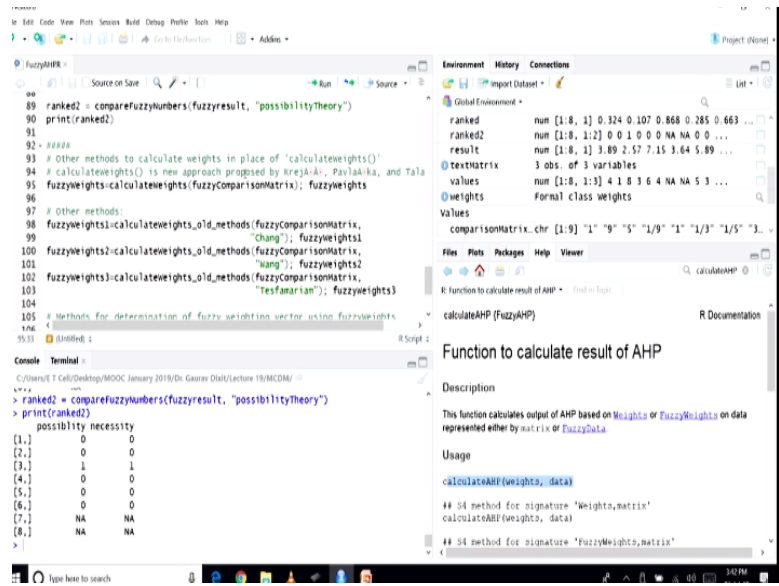 File Edit Code View Plots Session Build Debug Profile Tools Help
Go to file/function
Addins
Project: (None)
FuzzyAHPR
Source on Save
Run
Source
89 ranked2 = compareFuzzyNumbers(fuzzyresult, "possibilityTheory")
90 print(ranked2)
91
92 #####
93 # Other methods to calculate weights in place of 'calculateWeights()'
94 # calculateWeights() is new approach proposed by KrejÄ-Ã-, PavlaÄ-ka, and Tala
95 fuzzyWeights=calculateWeights(fuzzyComparisonMatrix); fuzzyWeights
96
97 # Other methods:
98 fuzzyWeights1=calculateWeights_old_methods(fuzzyComparisonMatrix,
99 "Chang"); fuzzyWeights1
100 fuzzyWeights2=calculateWeights_old_methods(fuzzyComparisonMatrix,
101 "Wang"); fuzzyWeights2
102 fuzzyWeights3=calculateWeights_old_methods(fuzzyComparisonMatrix,
103 "Tesfamarian"); fuzzyWeights3
104
105 # Methods for determination of fuzzy weighting vector using fuzzyWeights
106
95:33 (Untitled) R Script
Console Terminal
C:/Users/E T Cell/Desktop/MOOC January 2019/Dr. Gaurav Dixit/Lecture 19/MCDM/
> ranked2 = compareFuzzyNumbers(fuzzyresult, "possibilityTheory")
> print(ranked2)
possiblity necessity
[1,] 0 0
[2,] 0 0
[3,] 1 1
[4,] 0 0
[5,] 0 0
[6,] 0 0
[7,] NA NA
[8,] NA NA
>
Environment History Connections
Import Dataset
List
Global Environment
ranked num [1:8, 1] 0.324 0.107 0.868 0.285 0.663 ...
ranked2 num [1:8, 1:2] 0 0 1 0 0 0 NA NA 0 0 ...
result num [1:8, 1] 3.89 2.57 7.15 3.64 5.89 ...
textMatrix 3 obs. of 3 variables
values num [1:8, 1:3] 4 1 8 3 6 4 NA NA 5 3 ...
weights Formal class Weights
Values
comparisonMatrix… chr [1:9] "1" "9" "5" "1/9" "1" "1/3" "1/5" "3…
Files Plots Packages Help Viewer
calculateAHP
R: Function to calculate result of AHP Find in Topic
calculateAHP {FuzzyAHP} R Documentation
Function to calculate result of AHP
Description
This function calculates output of AHP based on Weights or FuzzyWeights on data
represented either by matrix or FuzzyData.
Usage
calculateAHP(weights, data)
## S4 method for signature 'Weights,matrix'
calculateAHP(weights, data)
## S4 method for signature 'FuzzyWeights,matrix'
Type here to search
3:42 PM